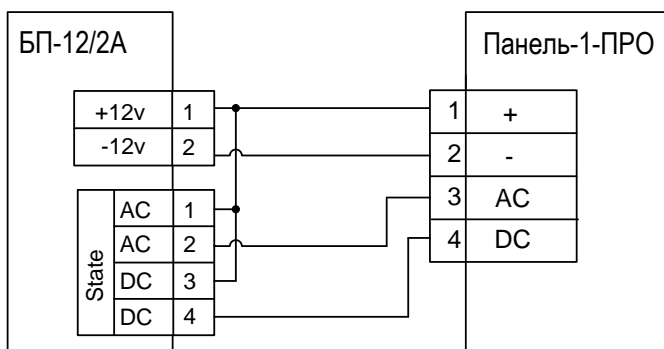 БП-12/2А
+12v 1
-12v 2
State
AC 1
AC 2
DC 3
DC 4
Панель-1-ПРО
1 +
2 -
3 AC
4 DC